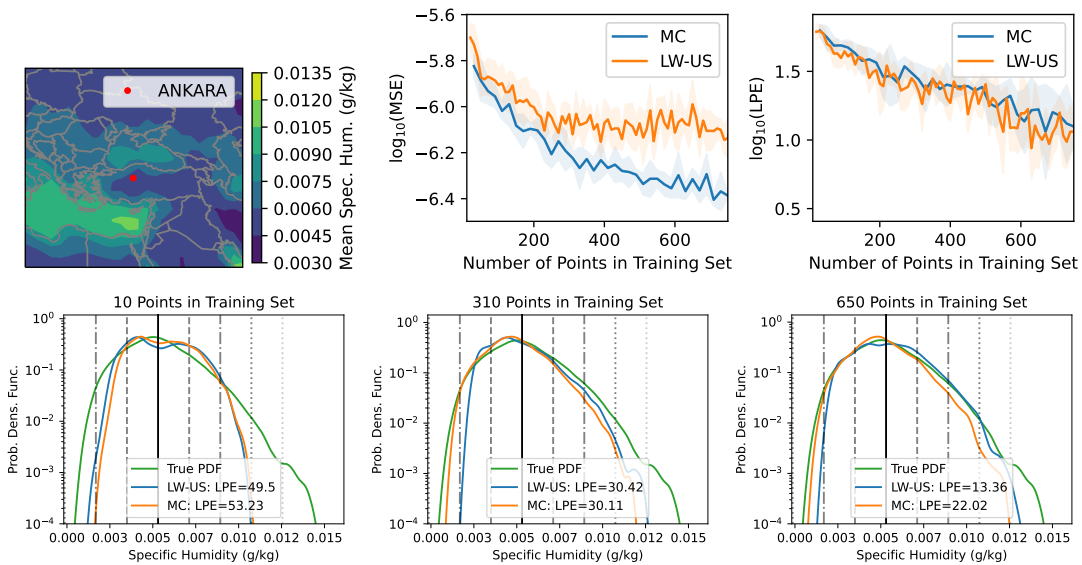 ANKARA
0.0135
0.0120
0.0105
0.0090
0.0075
0.0060
0.0045
0.0030
Mean Spec. Hum. (g/kg)
−5.6
−5.8
−6.0
−6.2
−6.4
log₁₀(MSE)
MC
LW-US
200
400
600
Number of Points in Training Set
1.5
1.0
0.5
log₁₀(LPE)
MC
LW-US
200
400
600
Number of Points in Training Set
10 Points in Training Set
10⁰
10⁻¹
10⁻²
10⁻³
10⁻⁴
Prob. Dens. Func.
True PDF
LW-US: LPE=49.5
MC: LPE=53.23
0.000
0.002
0.005
0.007
0.010
0.012
0.015
Specific Humidity (g/kg)
310 Points in Training Set
10⁰
10⁻¹
10⁻²
10⁻³
10⁻⁴
Prob. Dens. Func.
True PDF
LW-US: LPE=30.42
MC: LPE=30.11
0.000
0.002
0.005
0.007
0.010
0.012
0.015
Specific Humidity (g/kg)
650 Points in Training Set
10⁰
10⁻¹
10⁻²
10⁻³
10⁻⁴
Prob. Dens. Func.
True PDF
LW-US: LPE=13.36
MC: LPE=22.02
0.000
0.002
0.005
0.007
0.010
0.012
0.015
Specific Humidity (g/kg)